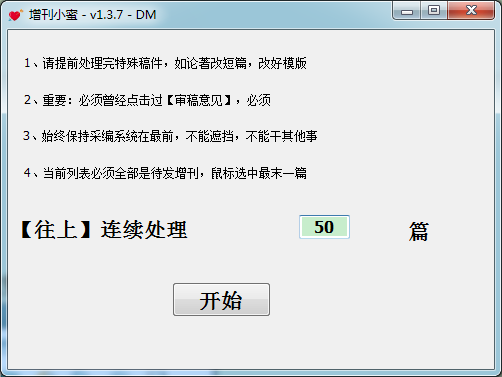 增刊小蜜 - v1.3.7 - DM
1、请提前处理完特殊稿件，如论著改短篇，改好模版
2、重要：必须曾经点击过【审稿意见】，必须
3、始终保持采编系统在最前，不能遮挡，不能干其他事
4、当前列表必须全部是待发增刊，鼠标选中最末一篇
【往上】连续处理 50 篇
开始